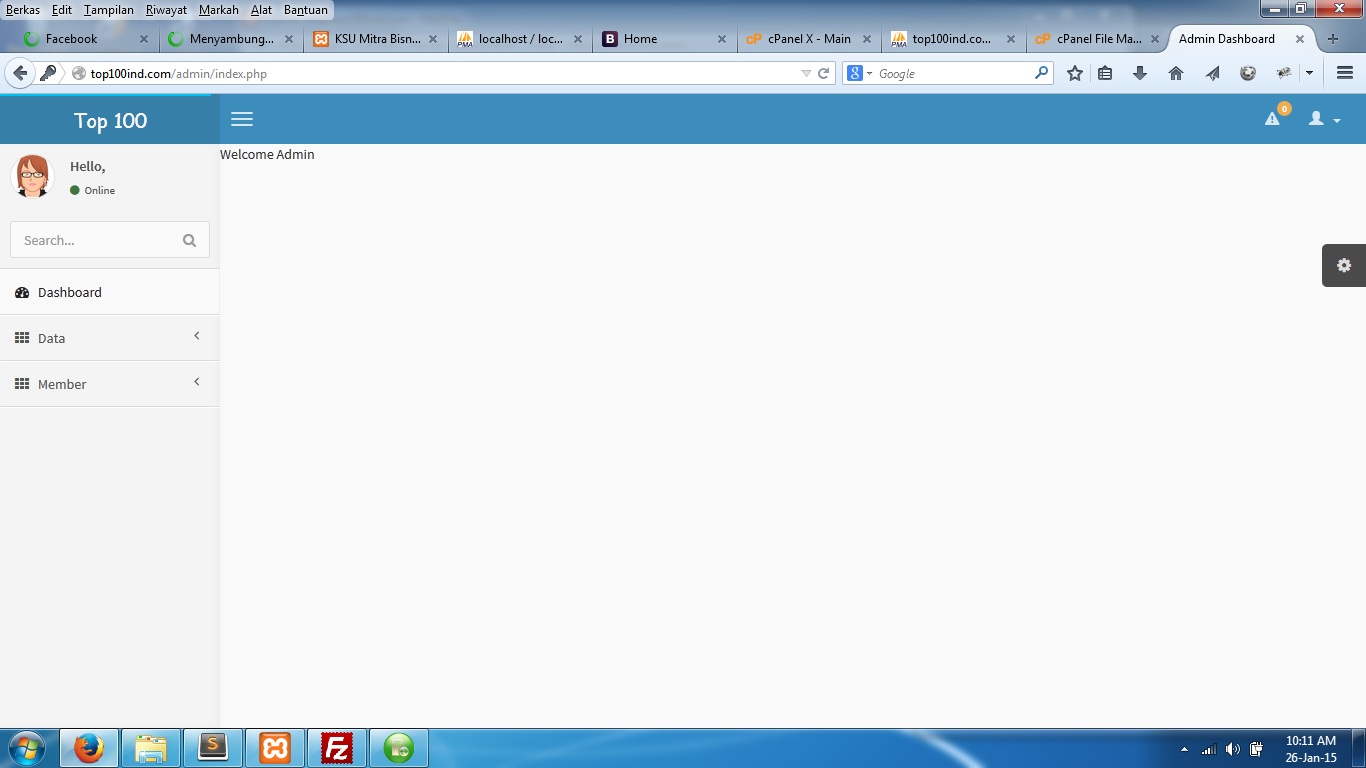 Berkas Edit Tampilan Riwayat Markah Alat Bantuan
Facebook
Menyambung...
KSU Mitra Bisn...
localhost / loc...
Home
cPanel X - Main
top100ind.co...
cPanel File Ma...
Admin Dashboard
top100ind.com/admin/index.php
Google
Top 100
0
Hello,
Online
Welcome Admin
Search...
Dashboard
Data
Member
10:11 AM
26-Jan-15